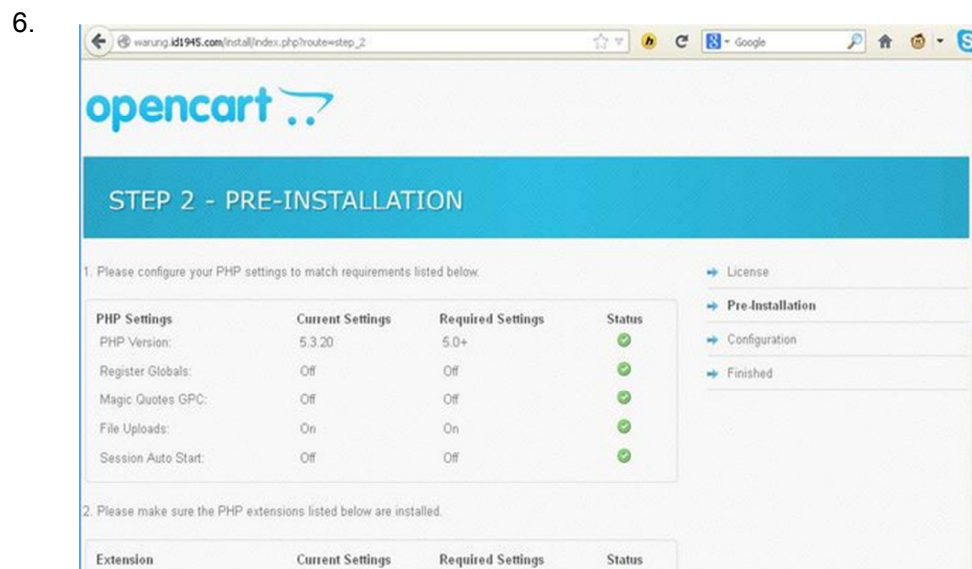 6.
warung.id1945.com/install/index.php?route=step_2
Google
opencart
STEP 2 - PRE-INSTALLATION
1. Please configure your PHP settings to match requirements listed below.
PHP Settings Current Settings Required Settings Status
PHP Version: 5.3.20 5.0+
Register Globals: Off Off
Magic Quotes GPC: Off Off
File Uploads: On On
Session Auto Start: Off Off
2. Please make sure the PHP extensions listed below are installed.
Extension Current Settings Required Settings Status
License
Pre-Installation
Configuration
Finished